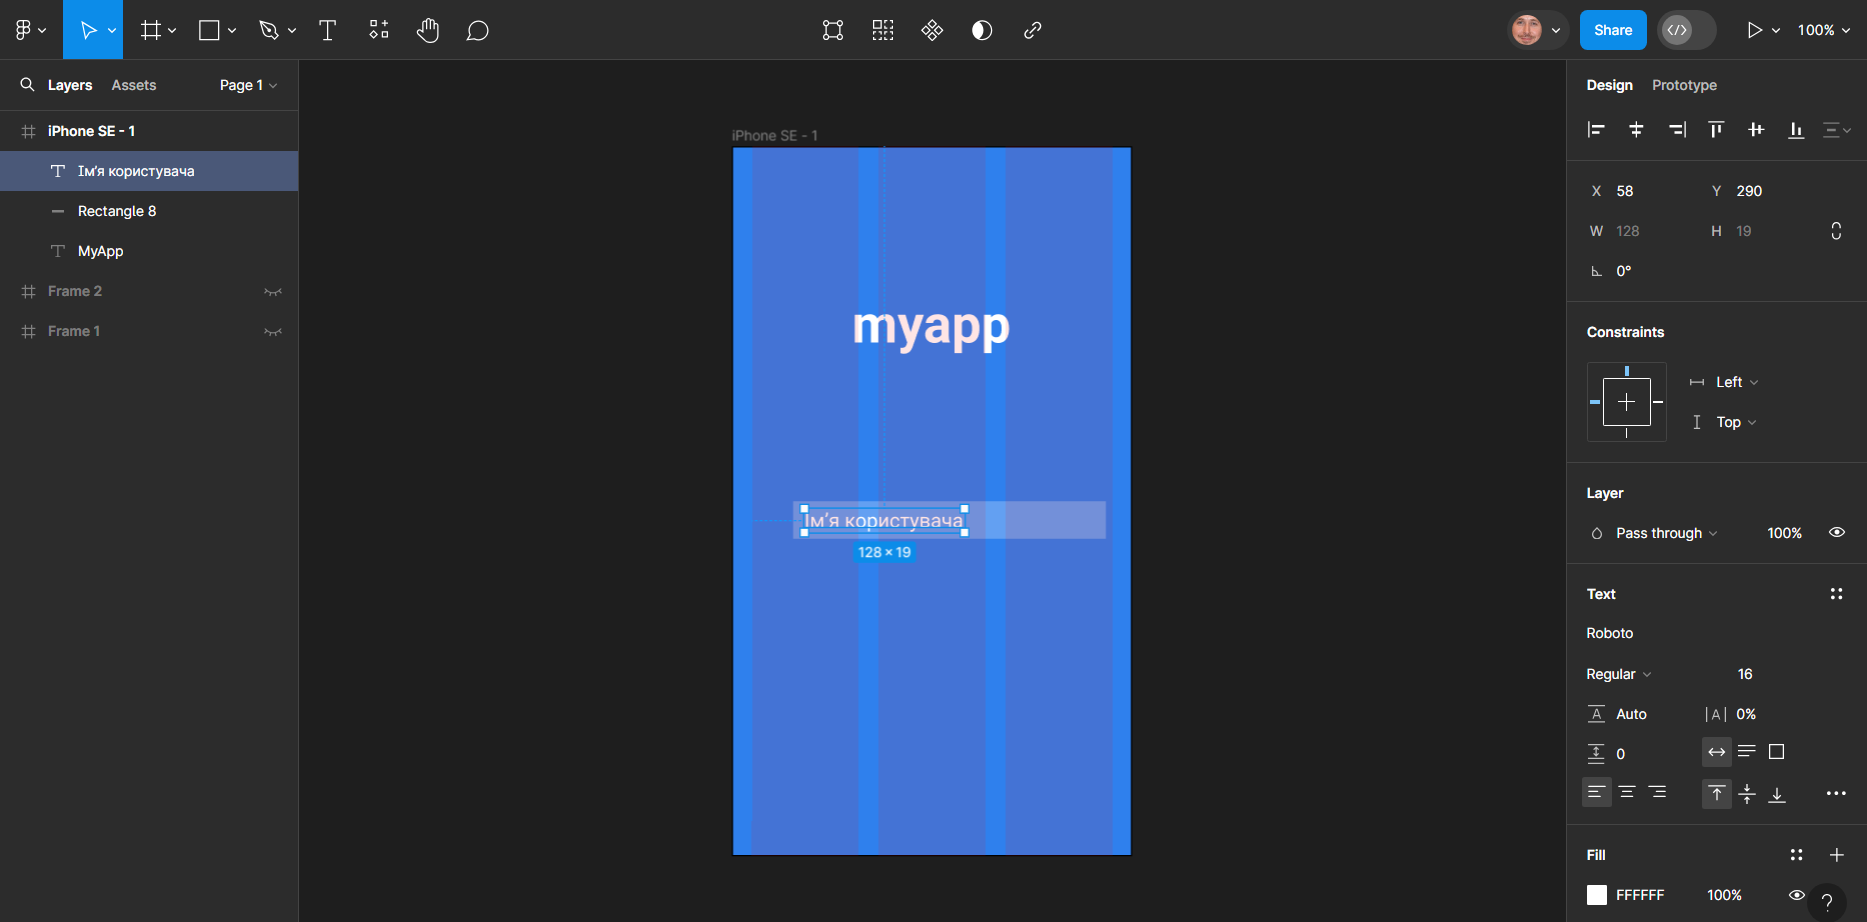 Share
100%
Layers
Assets
Page 1
iPhone SE - 1
Ім’я користувача
Rectangle 8
MyApp
Frame 2
Frame 1
iPhone SE - 1
myapp
Ім’я користувача
128 × 19
Design
Prototype
X 58
Y 290
W 128
H 19
0°
Constraints
Left
Top
Layer
Pass through
100%
Text
Roboto
Regular
16
A Auto
|A| 0%
0
Fill
FFFFFF
100%
?